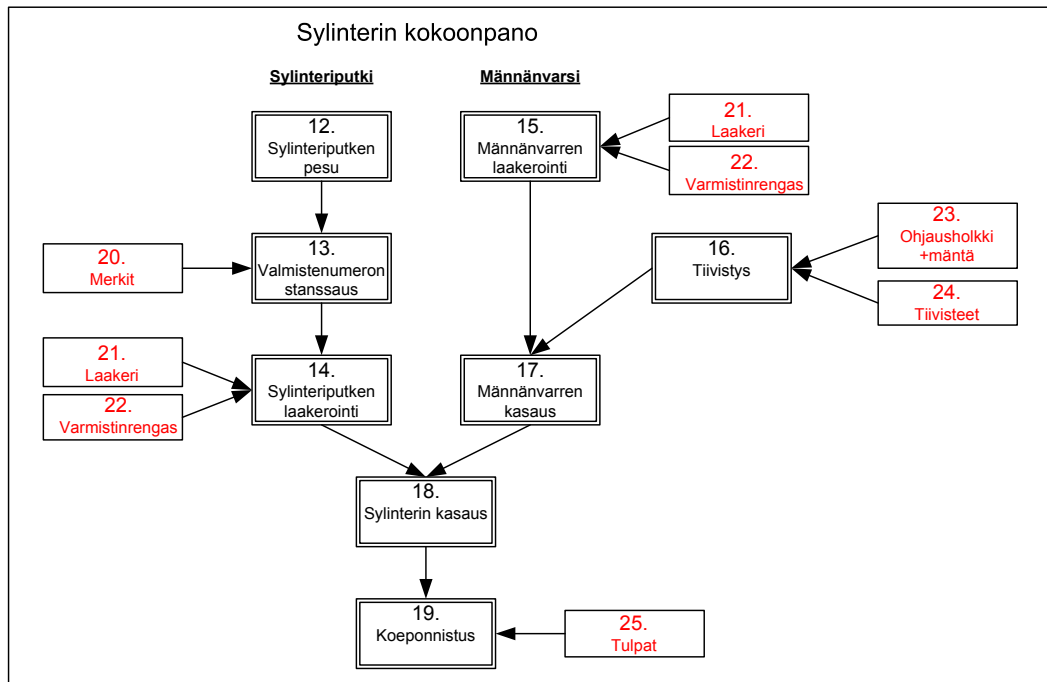 Sylinterin kokoonpano
Sylinteriputki
Männänvarsi
12.
Sylinteriputken
pesu
15.
Männänvarren
laakerointi
21.
Laakeri
22.
Varmistinrengas
20.
Merkit
13.
Valmistenumeron
stanssaus
16.
Tiivistys
23.
Ohjausholkki
+mäntä
24.
Tiivisteet
21.
Laakeri
22.
Varmistinrengas
14.
Sylinteriputken
laakerointi
17.
Männänvarren
kasaus
18.
Sylinterin kasaus
19.
Koeponnistus
25.
Tulpat